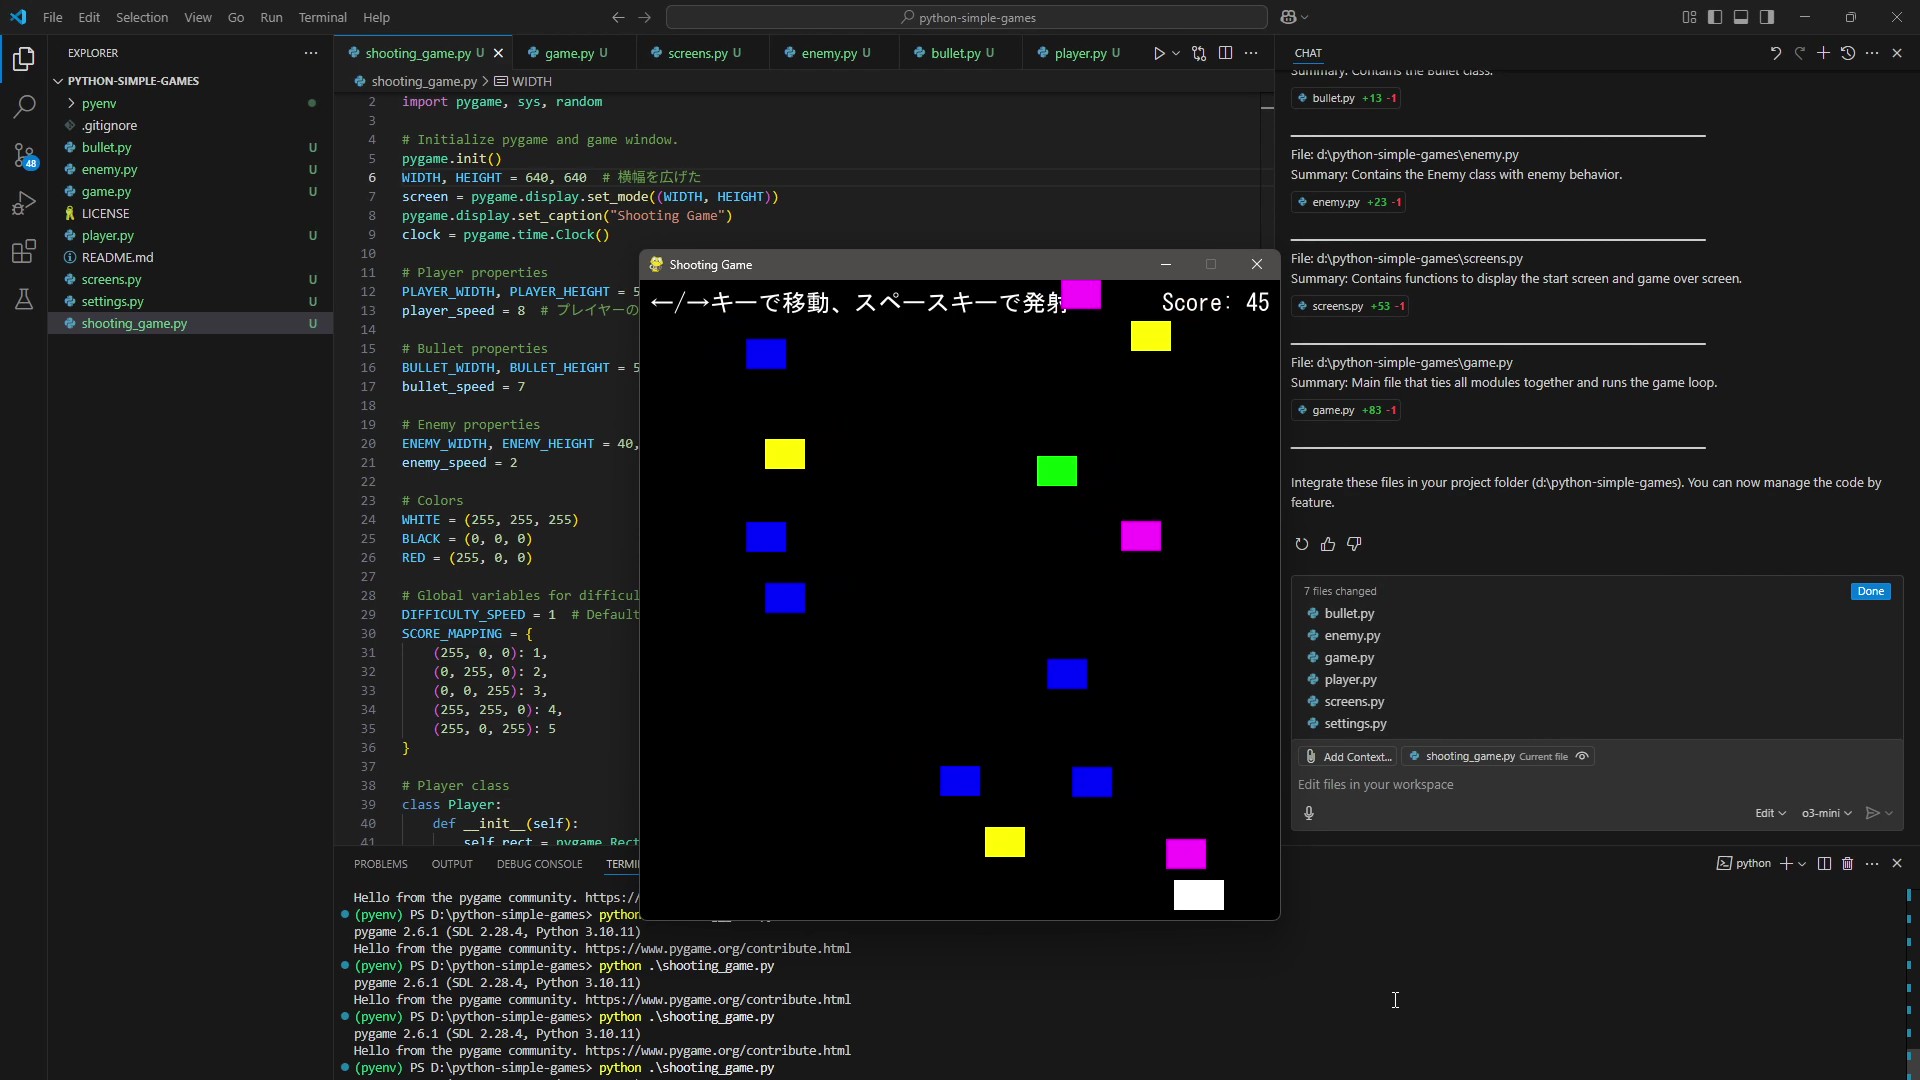 File Edit Selection View Go Run Terminal Help
python-simple-games
EXPLORER
PYTHON-SIMPLE-GAMES
pyenv
.gitignore
bullet.py U
enemy.py U
game.py U
LICENSE
player.py U
README.md
screens.py U
settings.py U
shooting_game.py U
48
shooting_game.py U
game.py U
screens.py U
enemy.py U
bullet.py U
player.py U
shooting_game.py > WIDTH
2 import pygame, sys, random
3
4 # Initialize pygame and game window.
5 pygame.init()
6 WIDTH, HEIGHT = 640, 640 # 横幅を広げた
7 screen = pygame.display.set_mode((WIDTH, HEIGHT))
8 pygame.display.set_caption("Shooting Game")
9 clock = pygame.time.Clock()
10
11 # Player properties
12 PLAYER_WIDTH, PLAYER_HEIGHT = 5
13 player_speed = 8 # プレイヤーの
14
15 # Bullet properties
16 BULLET_WIDTH, BULLET_HEIGHT = 5
17 bullet_speed = 7
18
19 # Enemy properties
20 ENEMY_WIDTH, ENEMY_HEIGHT = 40,
21 enemy_speed = 2
22
23 # Colors
24 WHITE = (255, 255, 255)
25 BLACK = (0, 0, 0)
26 RED = (255, 0, 0)
27
28 # Global variables for difficul
29 DIFFICULTY_SPEED = 1 # Default
30 SCORE_MAPPING = {
31 (255, 0, 0): 1,
32 (0, 255, 0): 2,
33 (0, 0, 255): 3,
34 (255, 255, 0): 4,
35 (255, 0, 255): 5
36 }
37
38 # Player class
39 class Player:
40 def __init__(self):
41 self.rect = pygame.Rect
Shooting Game
←/→キーで移動、スペースキーで発射
Score: 45
PROBLEMS OUTPUT DEBUG CONSOLE TERMI
python
Hello from the pygame community. https:/
(pyenv) PS D:\python-simple-games> python
pygame 2.6.1 (SDL 2.28.4, Python 3.10.11)
Hello from the pygame community. https://www.pygame.org/contribute.html
(pyenv) PS D:\python-simple-games> python .\shooting_game.py
pygame 2.6.1 (SDL 2.28.4, Python 3.10.11)
Hello from the pygame community. https://www.pygame.org/contribute.html
(pyenv) PS D:\python-simple-games> python .\shooting_game.py
pygame 2.6.1 (SDL 2.28.4, Python 3.10.11)
Hello from the pygame community. https://www.pygame.org/contribute.html
(pyenv) PS D:\python-simple-games> python .\shooting_game.py
CHAT
Summary: Contains the Bullet class.
bullet.py +13 -1
File: d:\python-simple-games\enemy.py
Summary: Contains the Enemy class with enemy behavior.
enemy.py +23 -1
File: d:\python-simple-games\screens.py
Summary: Contains functions to display the start screen and game over screen.
screens.py +53 -1
File: d:\python-simple-games\game.py
Summary: Main file that ties all modules together and runs the game loop.
game.py +83 -1
Integrate these files in your project folder (d:\python-simple-games). You can now manage the code by
feature.
7 files changed
Done
bullet.py
enemy.py
game.py
player.py
screens.py
settings.py
Add Context... shooting_game.py Current file
Edit files in your workspace
Edit o3-mini